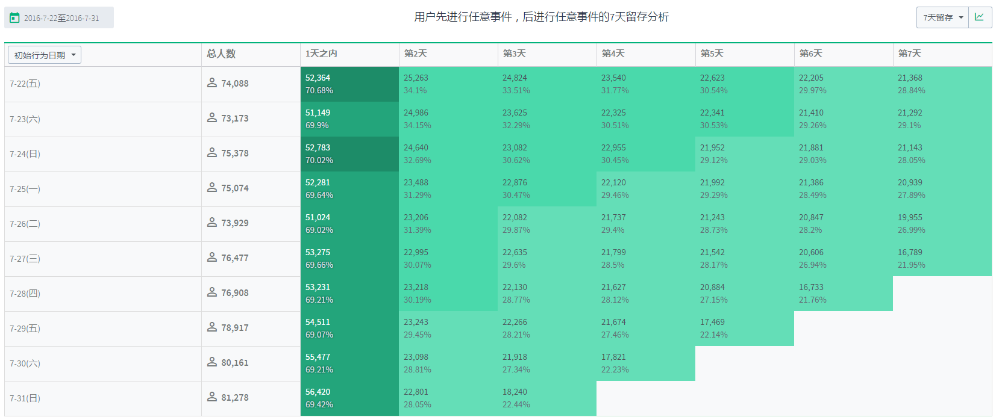 2016-7-22至2016-7-31
用户先进行任意事件，后进行任意事件的7天留存分析
7天留存
初始行为日期 总人数 1天之内 第2天 第3天 第4天 第5天 第6天 第7天
7-22(五) 74,088
52,364 25,263 24,824 23,540 22,623 22,205 21,368
70.68% 34.1% 33.51% 31.77% 30.54% 29.97% 28.84%
7-23(六) 73,173
51,149 24,986 23,625 22,325 22,341 21,410 21,292
69.9% 34.15% 32.29% 30.51% 30.53% 29.26% 29.1%
7-24(日) 75,378
52,783 24,640 23,082 22,955 21,952 21,881 21,143
70.02% 32.69% 30.62% 30.45% 29.12% 29.03% 28.05%
7-25(一) 75,074
52,281 23,488 22,876 22,120 21,992 21,386 20,939
69.64% 31.29% 30.47% 29.46% 29.29% 28.49% 27.89%
7-26(二) 73,929
51,024 23,206 22,082 21,737 21,243 20,847 19,955
69.02% 31.39% 29.87% 29.4% 28.73% 28.2% 26.99%
7-27(三) 76,477
53,275 22,995 22,635 21,799 21,542 20,606 16,789
69.66% 30.07% 29.6% 28.5% 28.17% 26.94% 21.95%
7-28(四) 76,908
53,231 23,218 22,130 21,627 20,884 16,733
69.21% 30.19% 28.77% 28.12% 27.15% 21.76%
7-29(五) 78,917
54,511 23,243 22,266 21,674 17,469
69.07% 29.45% 28.21% 27.46% 22.14%
7-30(六) 80,161
55,477 23,098 21,918 17,821
69.21% 28.81% 27.34% 22.23%
7-31(日) 81,278
56,420 22,801 18,240
69.42% 28.05% 22.44%